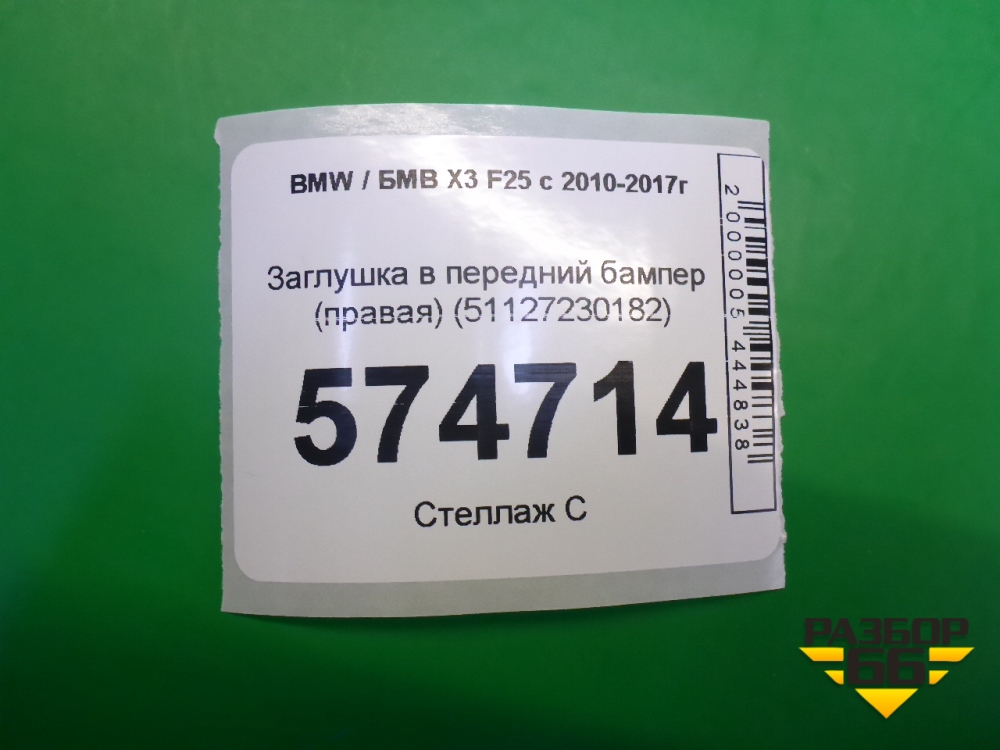 BMW / БМВ X3 F25 с 2010-2017г
Заглушка в передний бампер
(правая) (51127230182)
574714
Стеллаж С
2000005444838
РАЗБОР
66